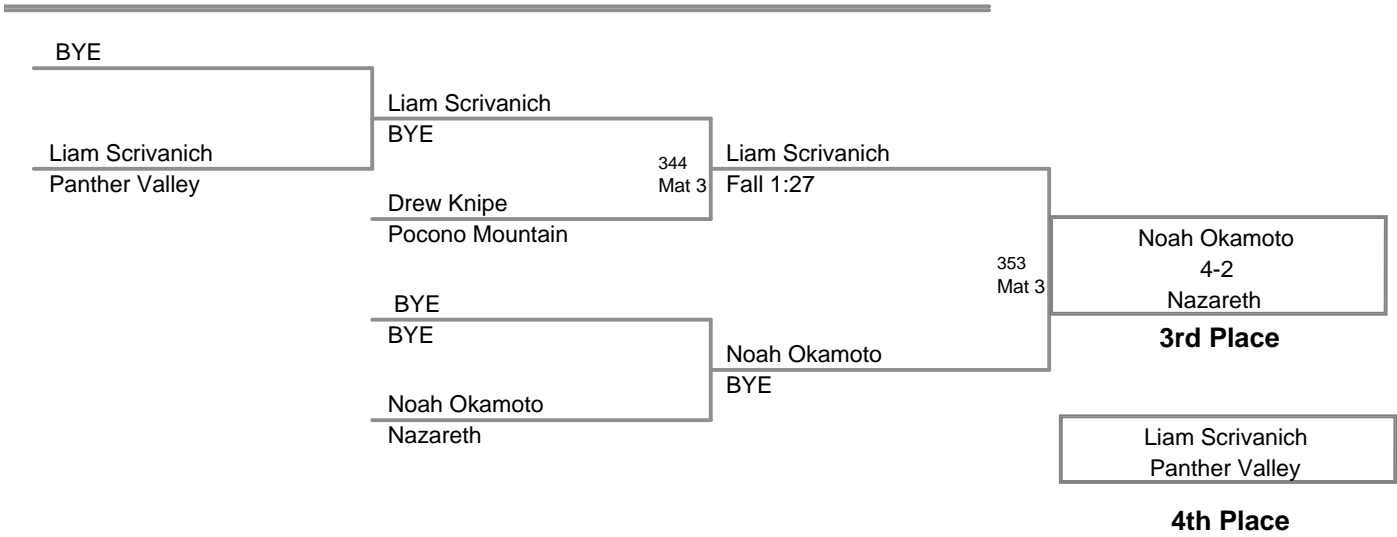 BYE
Liam Scrivanich
Panther Valley
Liam Scrivanich
BYE
344
Mat 3
Drew Knipe
Pocono Mountain
BYE
BYE
Noah Okamoto
Nazareth
Liam Scrivanich
Fall 1:27
353
Mat 3
Noah Okamoto
BYE
Noah Okamoto
4-2
Nazareth
3rd Place
Liam Scrivanich
Panther Valley
4th Place